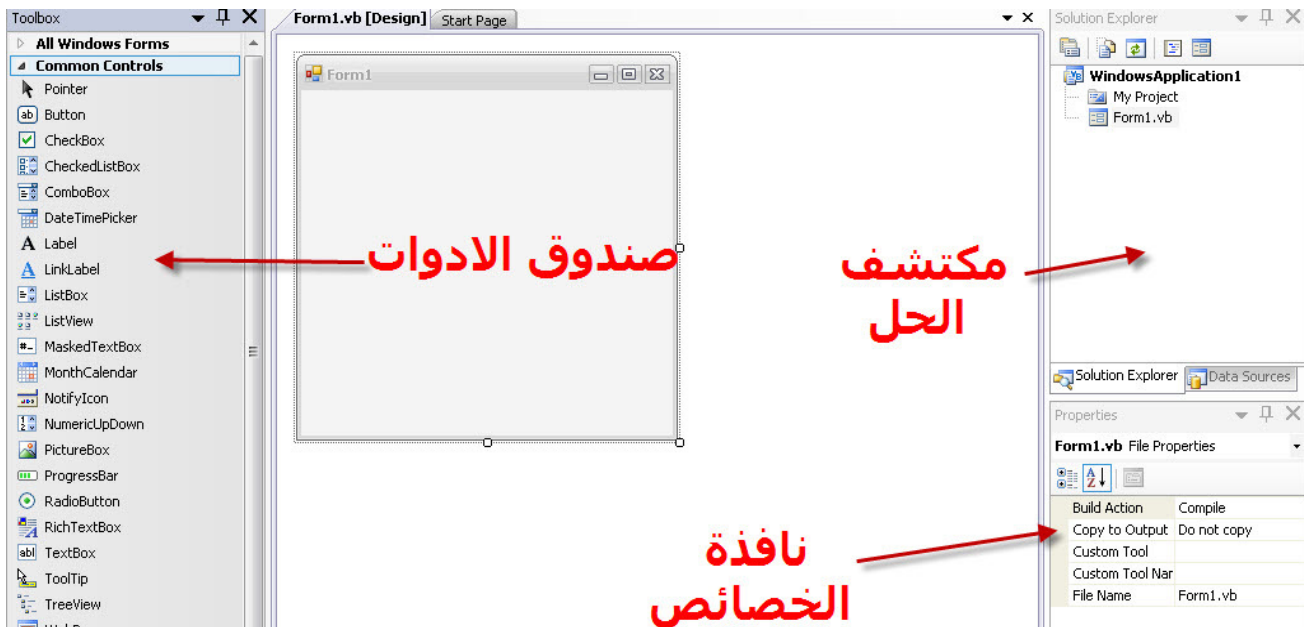 Toolbox
All Windows Forms
Common Controls
Pointer
Button
CheckBox
CheckedListBox
ComboBox
DateTimePicker
Label
LinkLabel
ListBox
ListView
MaskedTextBox
MonthCalendar
NotifyIcon
NumericUpDown
PictureBox
ProgressBar
RadioButton
RichTextBox
TextBox
ToolTip
TreeView
Form1.vb [Design] Start Page
Form1
صندوق الادوات
مكتشف
الحل
نافذة
الخصائص
Solution Explorer
WindowsApplication1
My Project
Form1.vb
Solution Explorer Data Sources
Properties
Form1.vb File Properties
Build Action Compile
Copy to Output Do not copy
Custom Tool
Custom Tool Nar
File Name Form1.vb